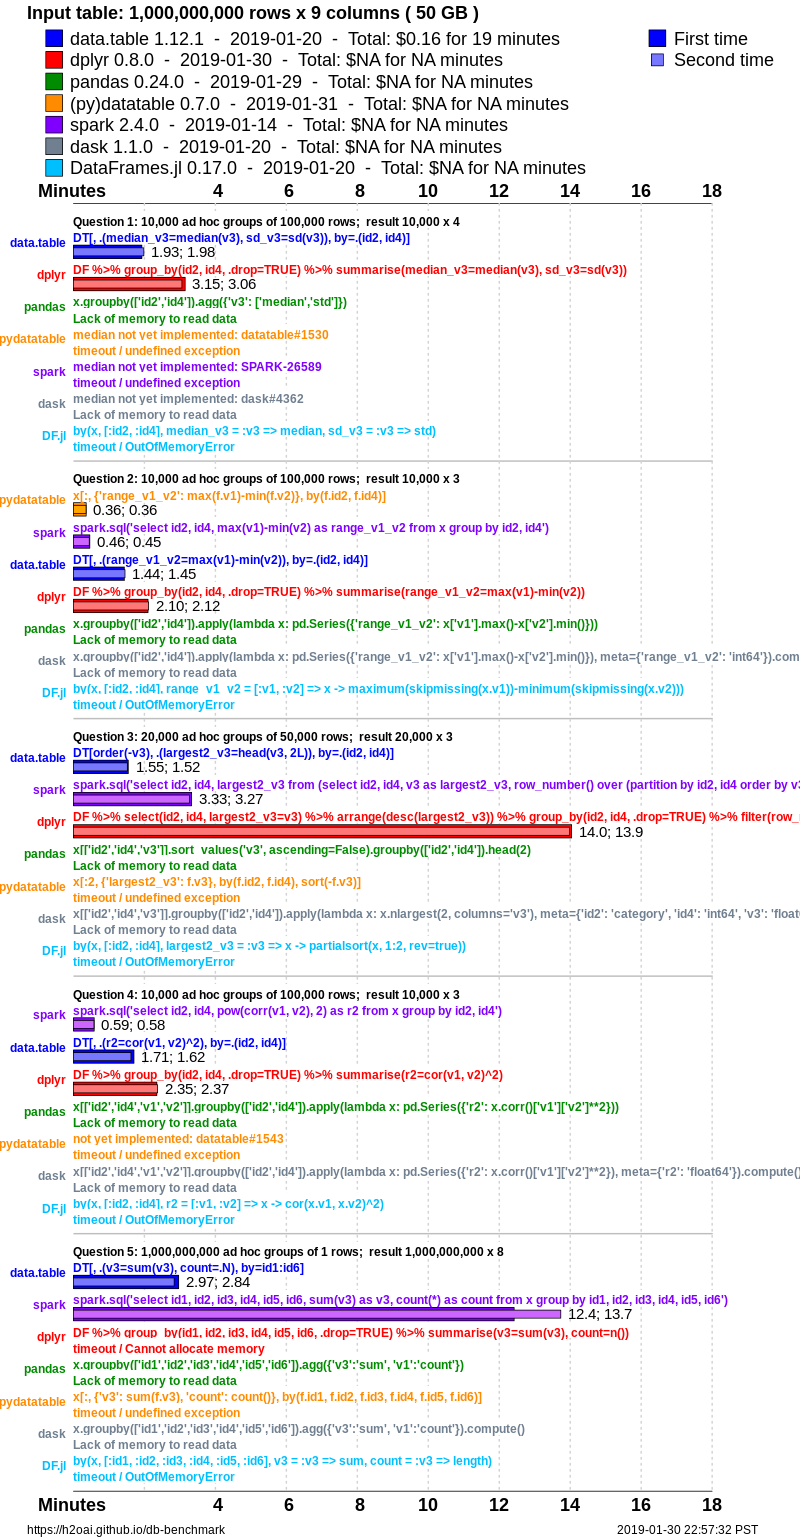 Input table: 1,000,000,000 rows x 9 columns ( 50 GB )
data.table 1.12.1 - 2019-01-20 - Total: $0.16 for 19 minutes
dplyr 0.8.0 - 2019-01-30 - Total: $NA for NA minutes
pandas 0.24.0 - 2019-01-29 - Total: $NA for NA minutes
(py)datatable 0.7.0 - 2019-01-31 - Total: $NA for NA minutes
spark 2.4.0 - 2019-01-14 - Total: $NA for NA minutes
dask 1.1.0 - 2019-01-20 - Total: $NA for NA minutes
DataFrames.jl 0.17.0 - 2019-01-20 - Total: $NA for NA minutes
First time
Second time
Minutes 4 6 8 10 12 14 16 18
Question 1: 10,000 ad hoc groups of 100,000 rows; result 10,000 x 4
data.table DT[, .(median_v3=median(v3), sd_v3=sd(v3)), by=.(id2, id4)]
1.93; 1.98
dplyr DF %>% group_by(id2, id4, .drop=TRUE) %>% summarise(median_v3=median(v3), sd_v3=sd(v3))
3.15; 3.06
pandas x.groupby(['id2','id4']).agg({'v3': ['median','std']})
Lack of memory to read data
pydatatable median not yet implemented: datatable#1530
timeout / undefined exception
spark median not yet implemented: SPARK-26589
timeout / undefined exception
dask median not yet implemented: dask#4362
Lack of memory to read data
DF.jl by(x, [:id2, :id4], median_v3 = :v3 => median, sd_v3 = :v3 => std)
timeout / OutOfMemoryError
Question 2: 10,000 ad hoc groups of 100,000 rows; result 10,000 x 3
pydatatable x[:, {'range_v1_v2': max(f.v1)-min(f.v2)}, by(f.id2, f.id4)]
0.36; 0.36
spark spark.sql('select id2, id4, max(v1)-min(v2) as range_v1_v2 from x group by id2, id4')
0.46; 0.45
data.table DT[, .(range_v1_v2=max(v1)-min(v2)), by=.(id2, id4)]
1.44; 1.45
dplyr DF %>% group_by(id2, id4, .drop=TRUE) %>% summarise(range_v1_v2=max(v1)-min(v2))
2.10; 2.12
pandas x.groupby(['id2','id4']).apply(lambda x: pd.Series({'range_v1_v2': x['v1'].max()-x['v2'].min()}))
Lack of memory to read data
dask x.groupby(['id2','id4']).apply(lambda x: pd.Series({'range_v1_v2': x['v1'].max()-x['v2'].min()}), meta={'range_v1_v2': 'int64'}).com
Lack of memory to read data
DF.jl by(x, [:id2, :id4], range_v1_v2 = [:v1, :v2] => x -> maximum(skipmissing(x.v1))-minimum(skipmissing(x.v2)))
timeout / OutOfMemoryError
Question 3: 20,000 ad hoc groups of 50,000 rows; result 20,000 x 3
data.table DT[order(-v3), .(largest2_v3=head(v3, 2L)), by=.(id2, id4)]
1.55; 1.52
spark spark.sql('select id2, id4, largest2_v3 from (select id2, id4, v3 as largest2_v3, row_number() over (partition by id2, id4 order by v3
3.33; 3.27
dplyr DF %>% select(id2, id4, largest2_v3=v3) %>% arrange(desc(largest2_v3)) %>% group_by(id2, id4, .drop=TRUE) %>% filter(row_
14.0; 13.9
pandas x[['id2','id4','v3']].sort_values('v3', ascending=False).groupby(['id2','id4']).head(2)
Lack of memory to read data
pydatatable x[:2, {'largest2_v3': f.v3}, by(f.id2, f.id4), sort(-f.v3)]
timeout / undefined exception
dask x[['id2','id4','v3']].groupby(['id2','id4']).apply(lambda x: x.nlargest(2, columns='v3'), meta={'id2': 'category', 'id4': 'int64', 'v3': 'float
Lack of memory to read data
DF.jl by(x, [:id2, :id4], largest2_v3 = :v3 => x -> partialsort(x, 1:2, rev=true))
timeout / OutOfMemoryError
Question 4: 10,000 ad hoc groups of 100,000 rows; result 10,000 x 3
spark spark.sql('select id2, id4, pow(corr(v1, v2), 2) as r2 from x group by id2, id4')
0.59; 0.58
data.table DT[, .(r2=cor(v1, v2)^2), by=.(id2, id4)]
1.71; 1.62
dplyr DF %>% group_by(id2, id4, .drop=TRUE) %>% summarise(r2=cor(v1, v2)^2)
2.35; 2.37
pandas x[['id2','id4','v1','v2']].groupby(['id2','id4']).apply(lambda x: pd.Series({'r2': x.corr()['v1']['v2']**2}))
Lack of memory to read data
pydatatable not yet implemented: datatable#1543
timeout / undefined exception
dask x[['id2','id4','v1','v2']].groupby(['id2','id4']).apply(lambda x: pd.Series({'r2': x.corr()['v1']['v2']**2}), meta={'r2': 'float64'}).compute()
Lack of memory to read data
DF.jl by(x, [:id2, :id4], r2 = [:v1, :v2] => x -> cor(x.v1, x.v2)^2)
timeout / OutOfMemoryError
Question 5: 1,000,000,000 ad hoc groups of 1 rows; result 1,000,000,000 x 8
data.table DT[, .(v3=sum(v3), count=.N), by=id1:id6]
2.97; 2.84
spark spark.sql('select id1, id2, id3, id4, id5, id6, sum(v3) as v3, count(*) as count from x group by id1, id2, id3, id4, id5, id6')
12.4; 13.7
dplyr DF %>% group_by(id1, id2, id3, id4, id5, id6, .drop=TRUE) %>% summarise(v3=sum(v3), count=n())
timeout / Cannot allocate memory
pandas x.groupby(['id1','id2','id3','id4','id5','id6']).agg({'v3':'sum', 'v1':'count'})
Lack of memory to read data
pydatatable x[:, {'v3': sum(f.v3), 'count': count()}, by(f.id1, f.id2, f.id3, f.id4, f.id5, f.id6)]
timeout / undefined exception
dask x.groupby(['id1','id2','id3','id4','id5','id6']).agg({'v3':'sum', 'v1':'count'}).compute()
Lack of memory to read data
DF.jl by(x, [:id1, :id2, :id3, :id4, :id5, :id6], v3 = :v3 => sum, count = :v3 => length)
timeout / OutOfMemoryError
Minutes 4 6 8 10 12 14 16 18
https://h2oai.github.io/db-benchmark
2019-01-30 22:57:32 PST